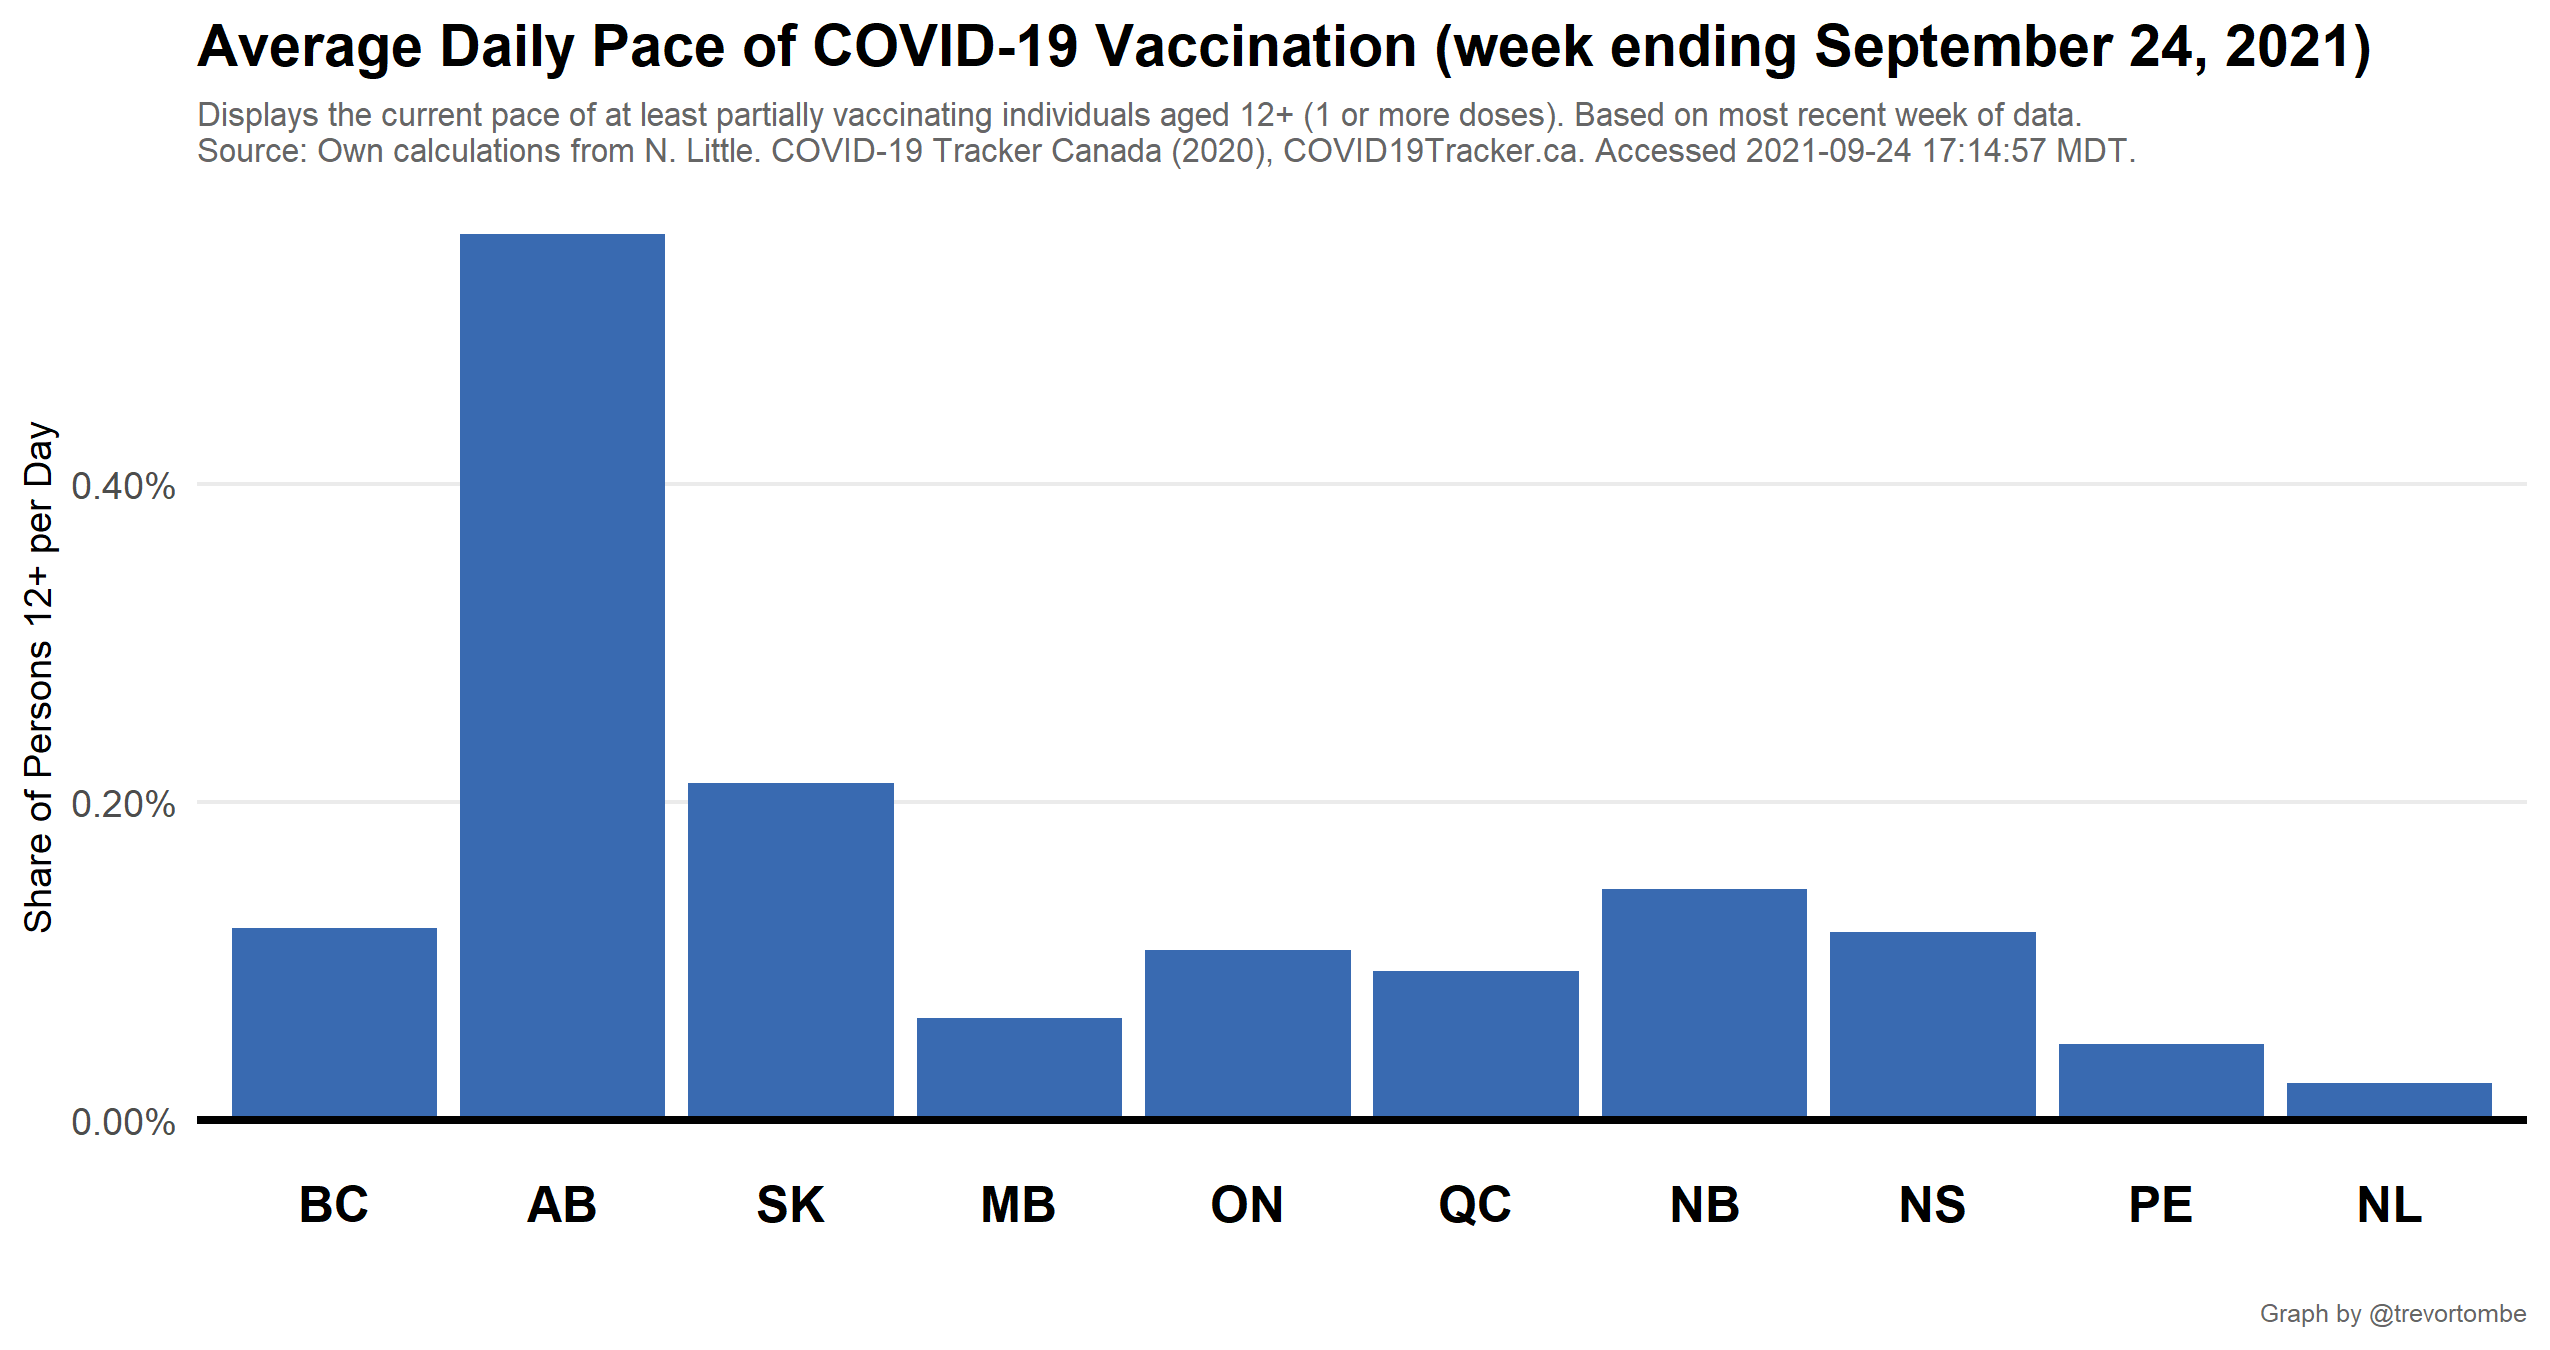 Average Daily Pace of COVID-19 Vaccination (week ending September 24, 2021)
Displays the current pace of at least partially vaccinating individuals aged 12+ (1 or more doses). Based on most recent week of data.
Source: Own calculations from N. Little. COVID-19 Tracker Canada (2020), COVID19Tracker.ca. Accessed 2021-09-24 17:14:57 MDT.
Share of Persons 12+ per Day
0.40%
0.20%
0.00%
BC AB SK MB ON QC NB NS PE NL
Graph by @trevortombe